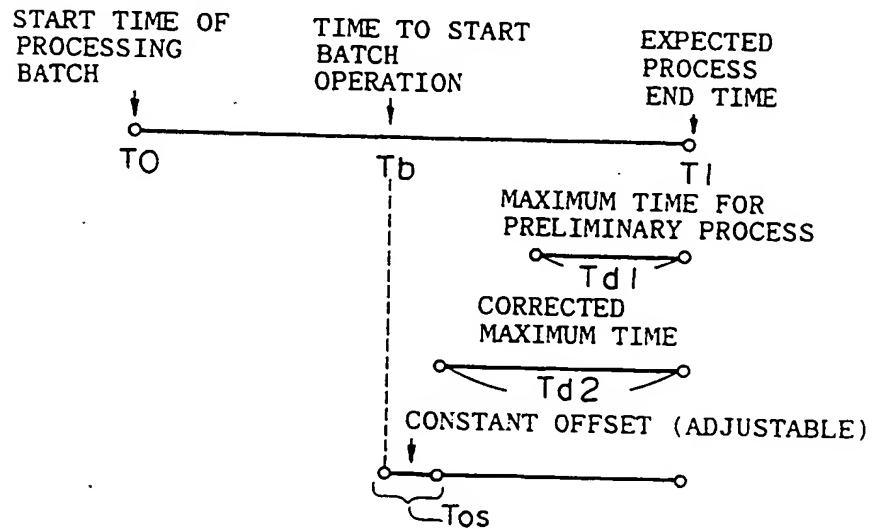 START TIME OF
PROCESSING
BATCH
TIME TO START
BATCH
OPERATION
EXPECTED
PROCESS
END TIME
T0
Tb
T1
MAXIMUM TIME FOR
PRELIMINARY PROCESS
Td1
CORRECTED
MAXIMUM TIME
Td2
CONSTANT OFFSET (ADJUSTABLE)
Tos